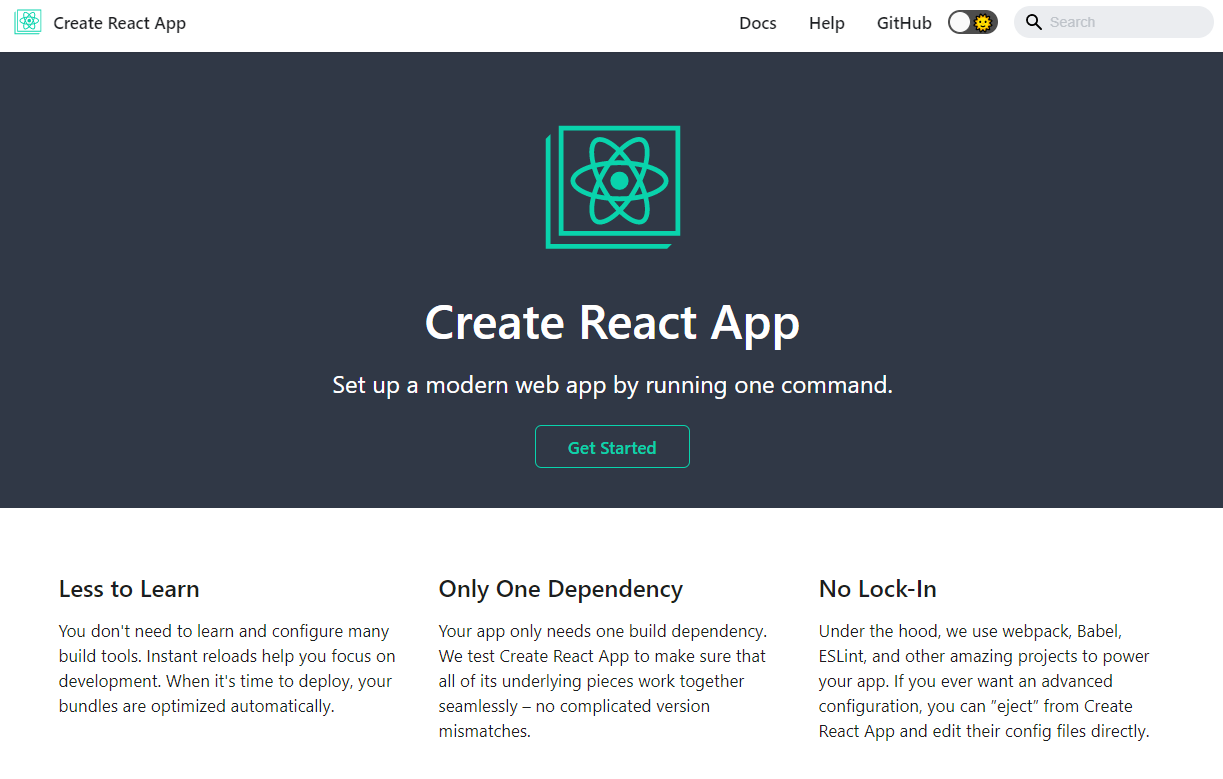 Create React App
Docs
Help
GitHub
Search
Create React App
Set up a modern web app by running one command.
Get Started
Less to Learn
You don't need to learn and configure many
build tools. Instant reloads help you focus on
development. When it's time to deploy, your
bundles are optimized automatically.
Only One Dependency
Your app only needs one build dependency.
We test Create React App to make sure that
all of its underlying pieces work together
seamlessly – no complicated version
mismatches.
No Lock-In
Under the hood, we use webpack, Babel,
ESLint, and other amazing projects to power
your app. If you ever want an advanced
configuration, you can ”eject” from Create
React App and edit their config files directly.